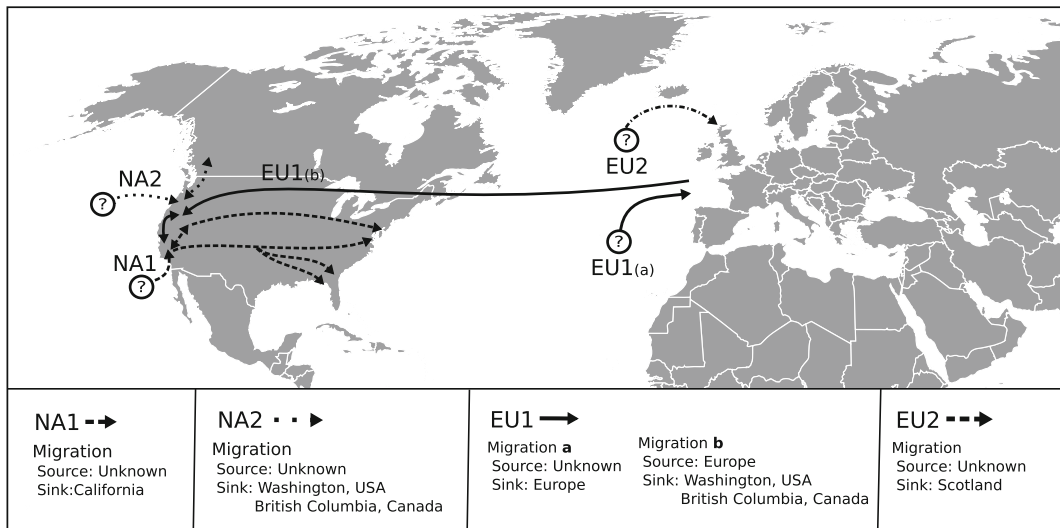 EU1(b)
NA2
?
NA1
?
?
EU2
?
EU1(a)
NA1
Migration
Source: Unknown
Sink:California
NA2
Migration
Source: Unknown
Sink: Washington, USA
British Columbia, Canada
EU1
Migration a
Source: Unknown
Sink: Europe
Migration b
Source: Europe
Sink: Washington, USA
British Columbia, Canada
EU2
Migration
Source: Unknown
Sink: Scotland